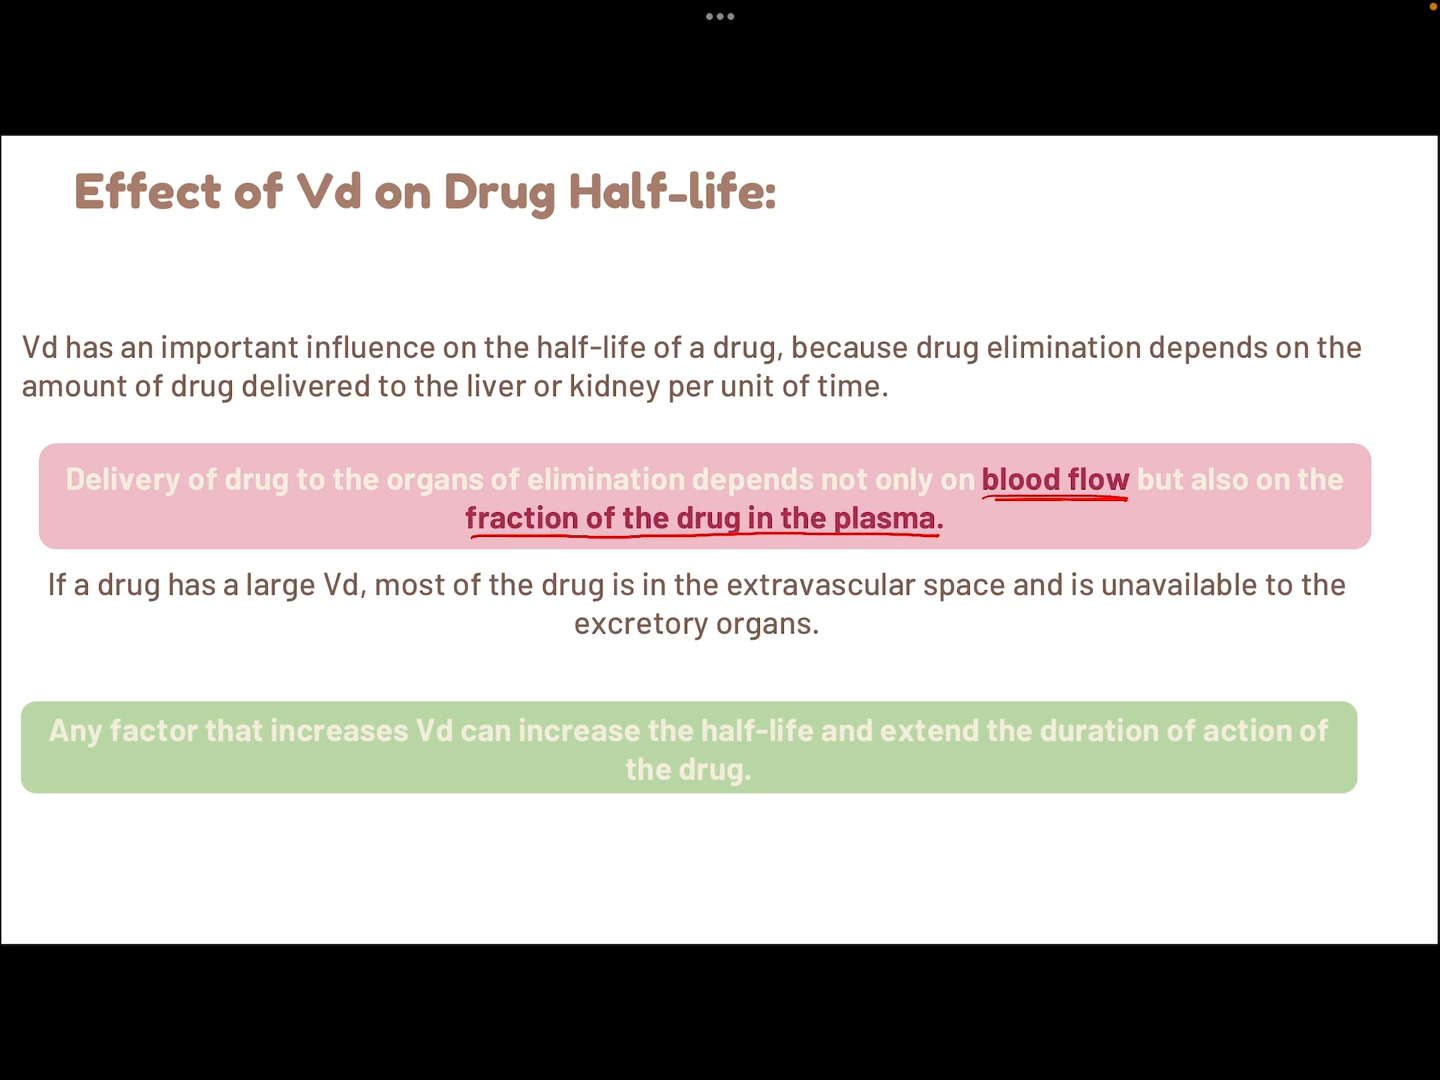 Effect of Vd on Drug Half-life:
Vd has an important influence on the half-life of a drug, because drug elimination depends on the
amount of drug delivered to the liver or kidney per unit of time.
Delivery of drug to the organs of elimination depends not only on blood flow but also on the
fraction of the drug in the plasma.
If a drug has a large Vd, most of the drug is in the extravascular space and is unavailable to the
excretory organs.
Any factor that increases Vd can increase the half-life and extend the duration of action of
the drug.